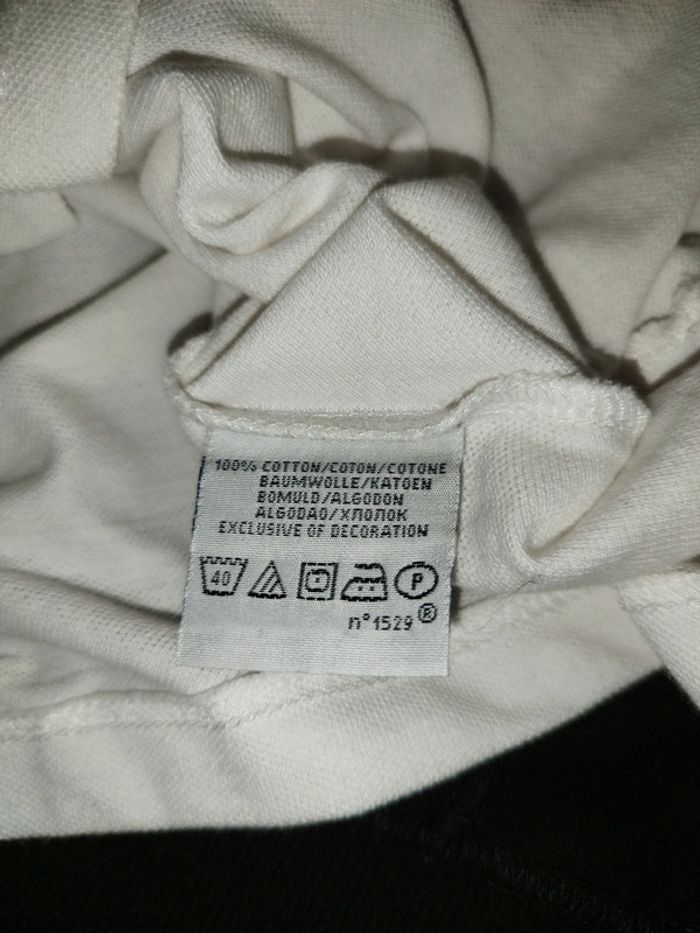 100% COTTON/COTON/COTONE
BAUMWOLLE/KATOEN
BOMULD/ALGODON
ALGODAO/ХЛОПОК
EXCLUSIVE OF DECORATION
40 P
n°1529®